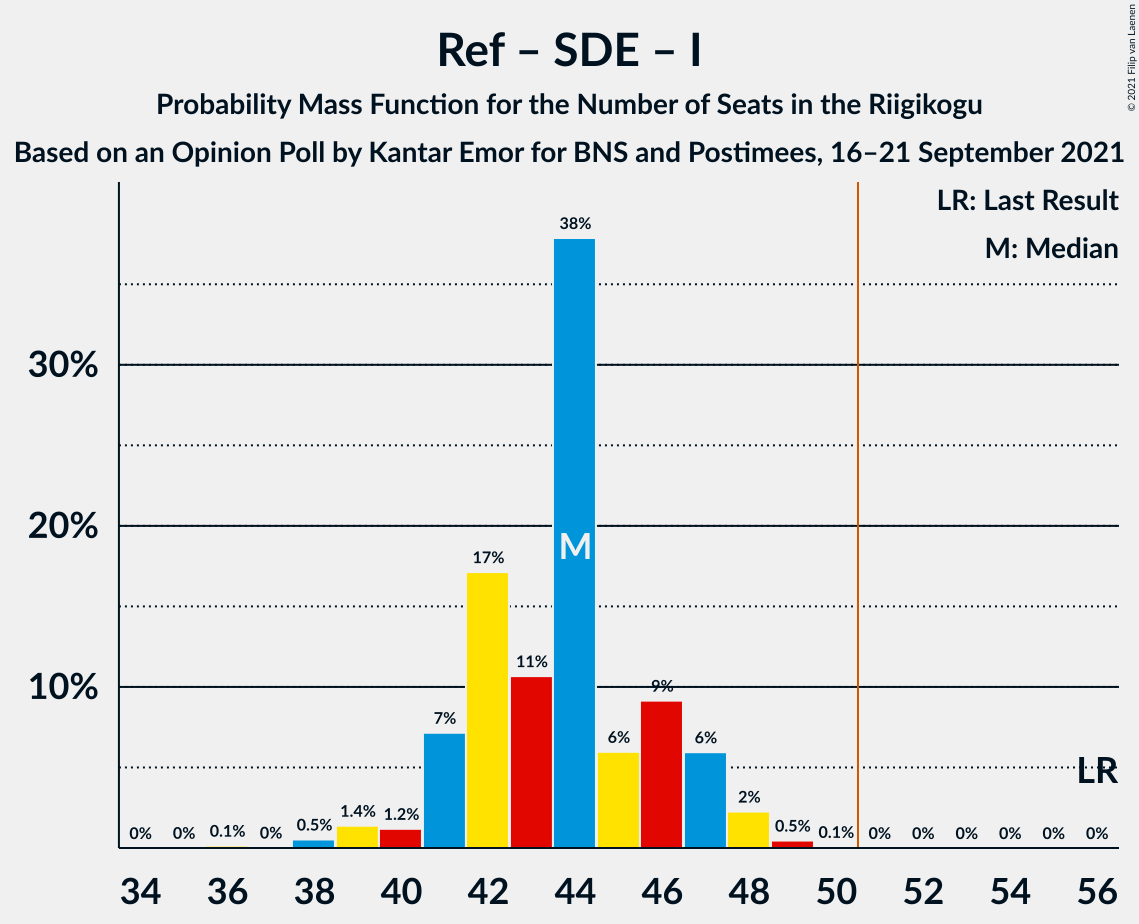 Ref – SDE – I
Probability Mass Function for the Number of Seats in the Riigikogu
Based on an Opinion Poll by Kantar Emor for BNS and Postimees, 16–21 September 2021
© 2021 Filip van Laenen
LR: Last Result
M: Median
38%
30%
20%
17%
M
11%
10%
9%
7%
6%
6%
LR
2%
1.4%
1.2%
0% 0% 0.1% 0% 0.5% 0.5% 0.1% 0% 0% 0% 0% 0% 0%
34 36 38 40 42 44 46 48 50 52 54 56